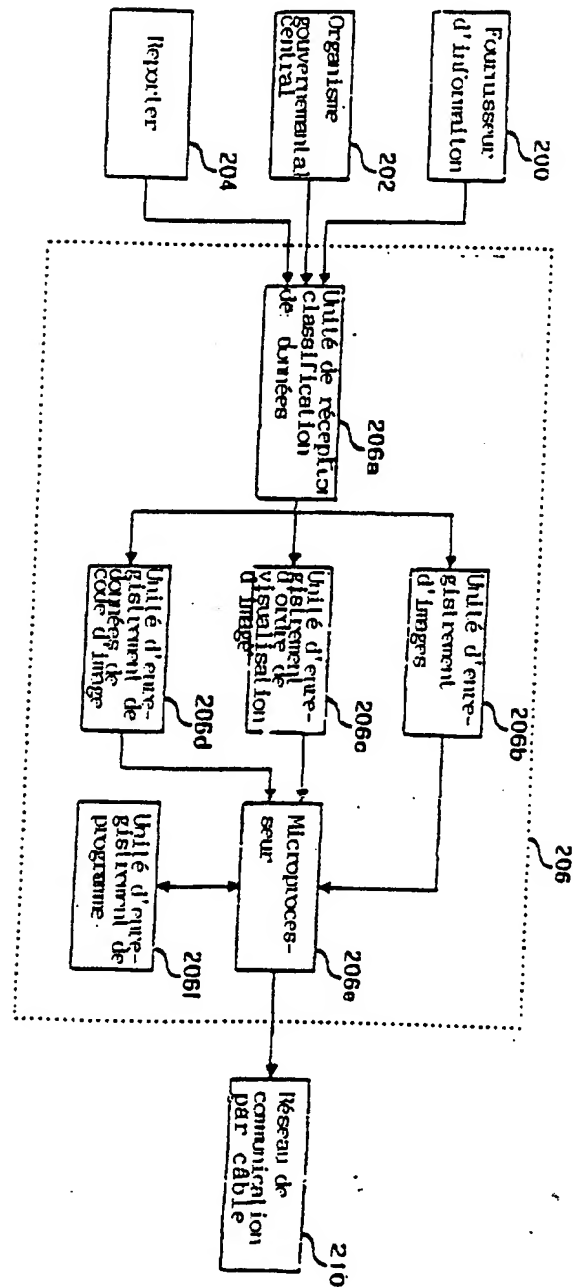 Fournisseur
d'informiton
200
Organisme
gouvernemantal
central
202
Reporter
204
206
Unité de réception
classification
de données
206a
Unité d'enre-
gistrement
d'images
206b
Unité d'enre-
gistrement
d'ordre de
visualisation
d'image
206c
Unité d'enre-
gistrement de
données de
code d'image
206d
Microproces-
seur
206e
Unité d'enre-
gistrement de
programme
206f
Réseau de
communication
par câble
210